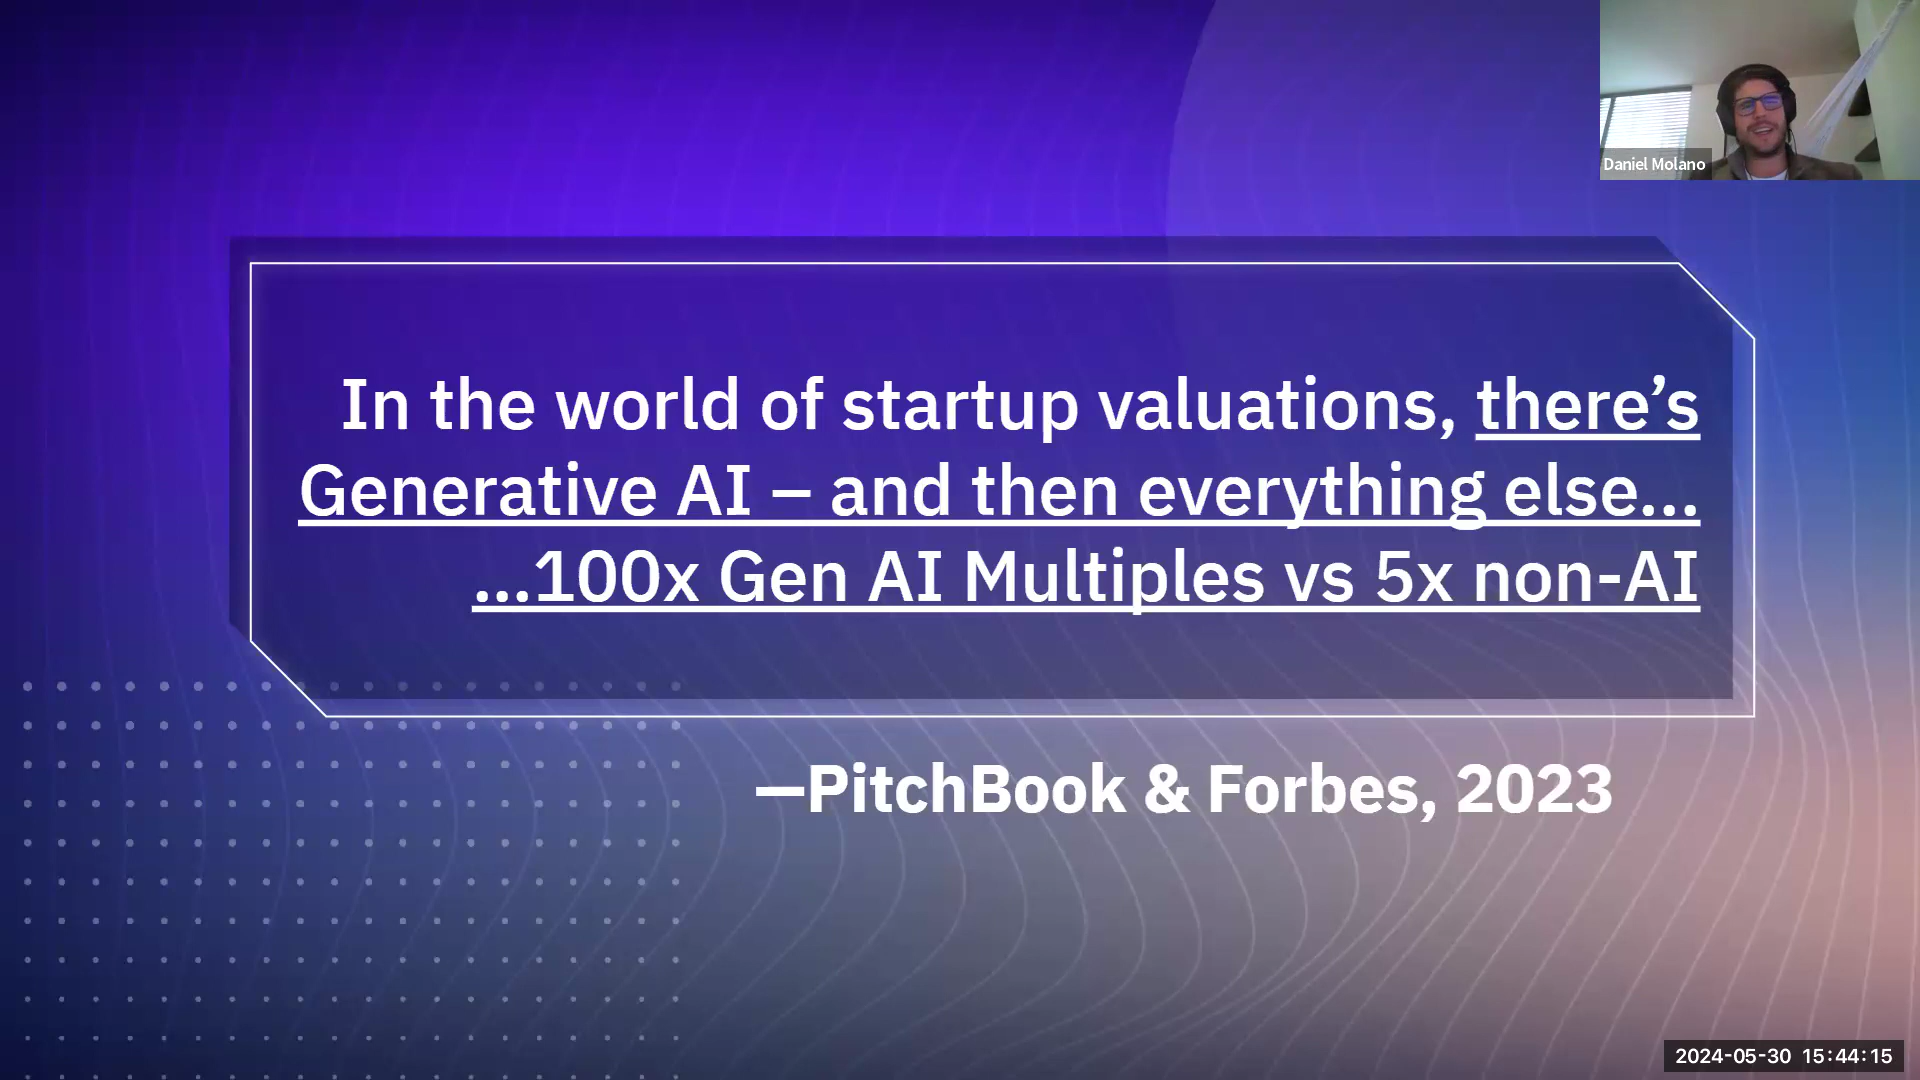 Daniel Molano
In the world of startup valuations, there’s
Generative AI – and then everything else...
...100x Gen AI Multiples vs 5x non-AI
—PitchBook & Forbes, 2023
2024-05-30 15:44:15